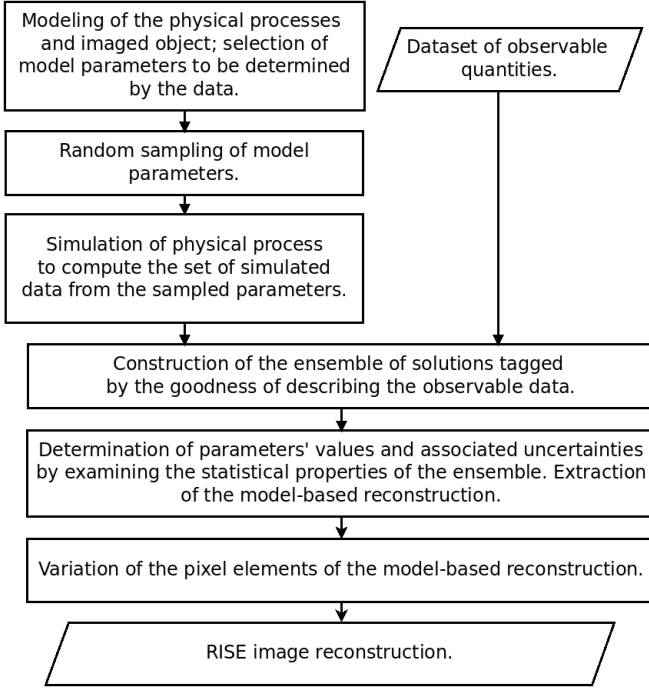 Modeling of the physical processes
and imaged object; selection of
model parameters to be determined
by the data.
Dataset of observable
quantities.
Random sampling of model
parameters.
Simulation of physical process
to compute the set of simulated
data from the sampled parameters.
Construction of the ensemble of solutions tagged
by the goodness of describing the observable data.
Determination of parameters' values and associated uncertainties
by examining the statistical properties of the ensemble. Extraction
of the model-based reconstruction.
Variation of the pixel elements of the model-based reconstruction.
RISE image reconstruction.